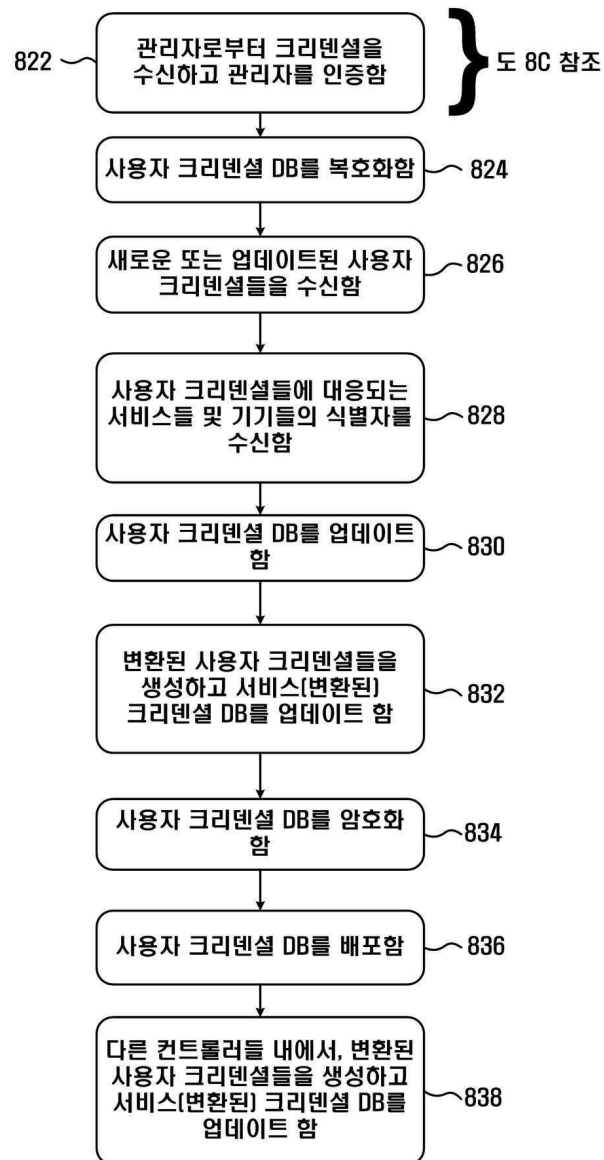 관리자로부터 크리덴셜을
수신하고 관리자를 인증함
822
도 8C 참조
사용자 크리덴셜 DB를 복호화함
824
새로운 또는 업데이트된 사용자
크리덴셜들을 수신함
826
사용자 크리덴셜들에 대응되는
서비스들 및 기기들의 식별자를
수신함
828
사용자 크리덴셜 DB를 업데이트
함
830
변환된 사용자 크리덴셜들을
생성하고 서비스(변환된)
크리덴셜 DB를 업데이트 함
832
사용자 크리덴셜 DB를 암호화
함
834
사용자 크리덴셜 DB를 배포함
836
다른 컨트롤러들 내에서, 변환된
사용자 크리덴셜들을 생성하고
서비스(변환된) 크리덴셜 DB를
업데이트 함
838